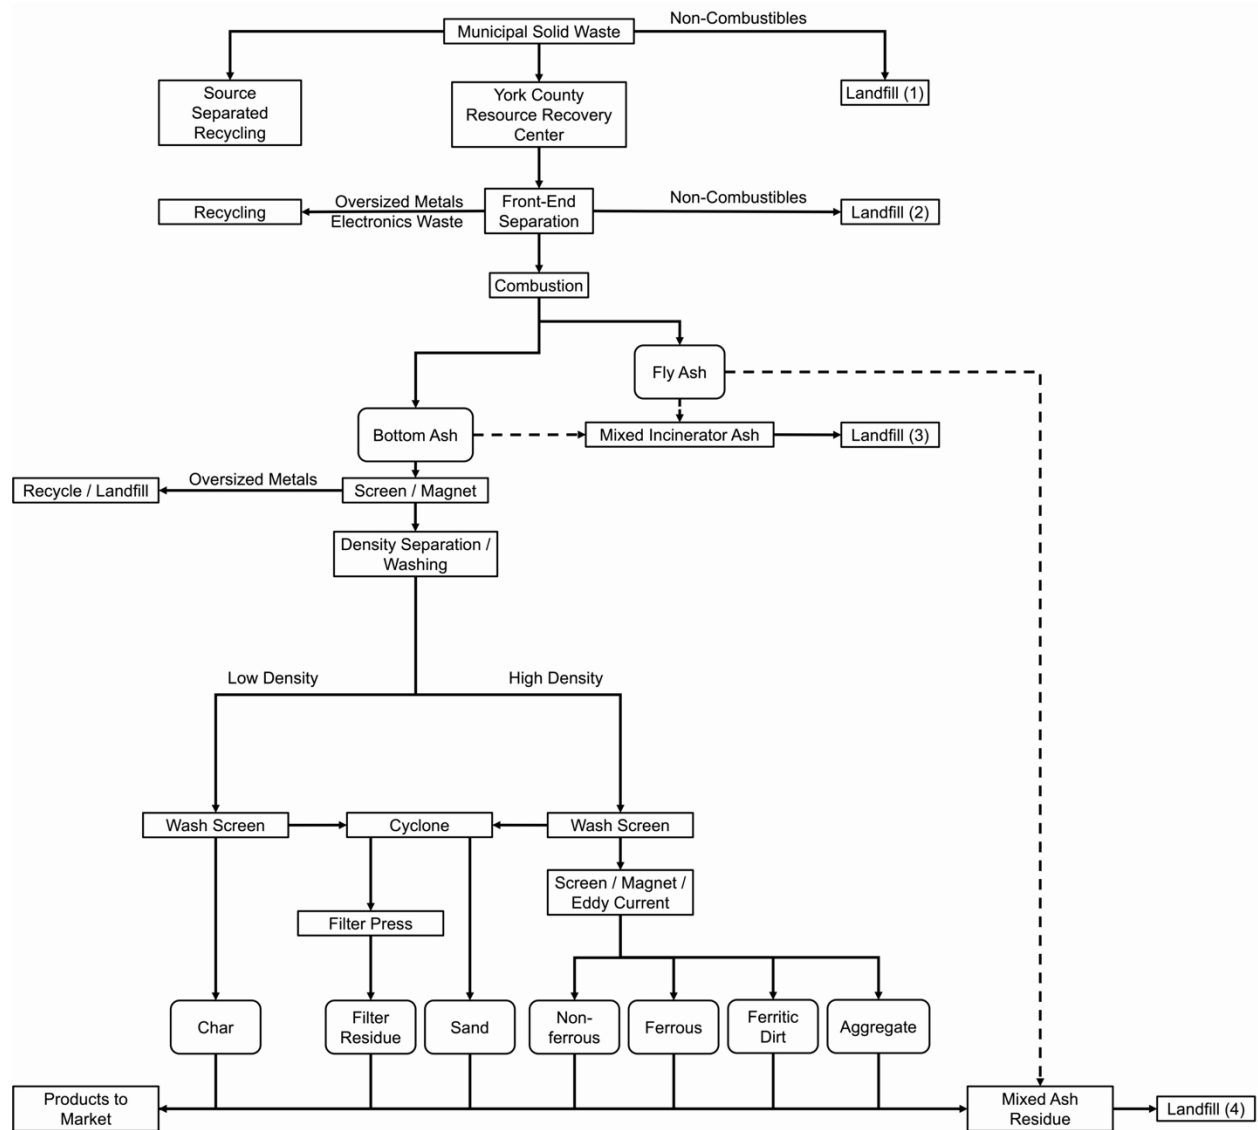 Non-Combustibles
Municipal Solid Waste
Source
Separated
Recycling
York County
Resource Recovery
Center
Landfill (1)
Recycling
Oversized Metals
Electronics Waste
Front-End
Separation
Non-Combustibles
Landfill (2)
Combustion
Fly Ash
Bottom Ash
Mixed Incinerator Ash
Landfill (3)
Recycle / Landfill
Oversized Metals
Screen / Magnet
Density Separation /
Washing
Low Density
High Density
Wash Screen
Cyclone
Wash Screen
Screen / Magnet /
Eddy Current
Filter Press
Char
Filter
Residue
Sand
Non-
ferrous
Ferrous
Ferritic
Dirt
Aggregate
Products to
Market
Mixed Ash
Residue
Landfill (4)